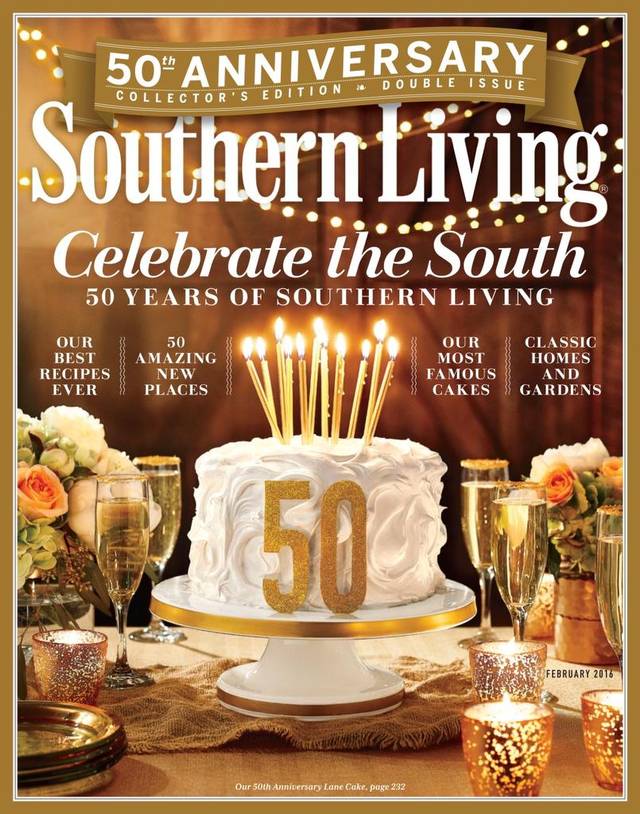 50th ANNIVERSARY
COLLECTOR'S EDITION ❧ DOUBLE ISSUE
Southern Living®
Celebrate the South
50 YEARS OF SOUTHERN LIVING
OUR
BEST
RECIPES
EVER
50
AMAZING
NEW
PLACES
OUR
MOST
FAMOUS
CAKES
CLASSIC
HOMES
AND
GARDENS
50
FEBRUARY 2016
Our 50th Anniversary Lane Cake, page 232